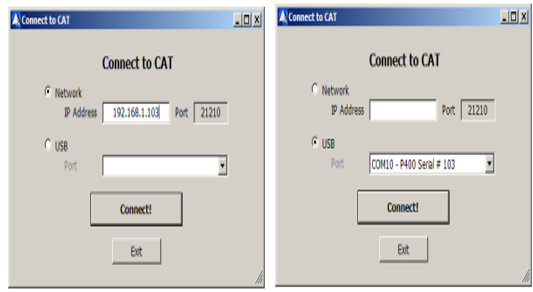 Connect to CAT
Connect to CAT
Network
IP Address 192.168.1.103 Port 21210
USB
Port
Connect!
Exit
Connect to CAT
Connect to CAT
Network
IP Address Port 21210
USB
Port COM10 - P400 Serial # 103
Connect!
Exit